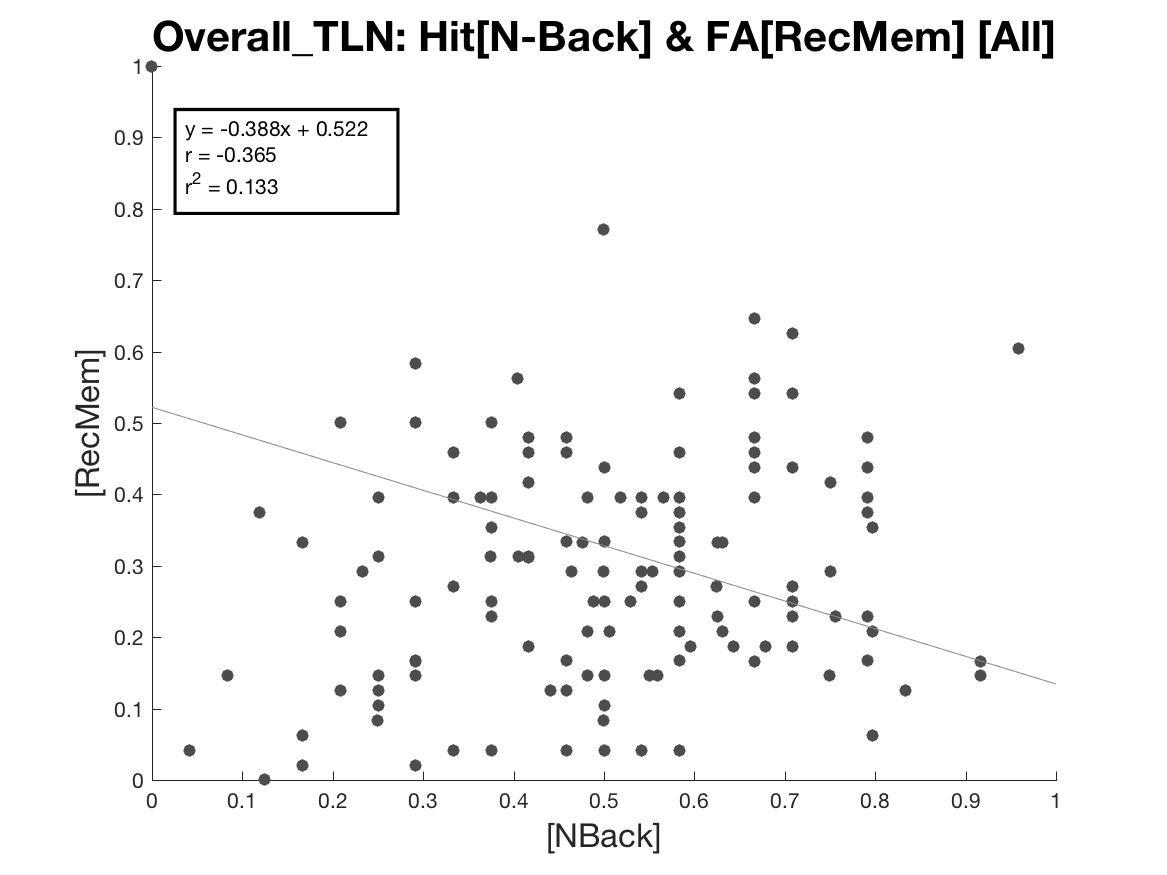 Overall_TLN: Hit[N-Back] & FA[RecMem] [All]
1
y = -0.388x + 0.522
r = -0.365
r² = 0.133
0.9
0.8
0.7
0.6
0.5
0.4
0.3
0.2
0.1
0
[RecMem]
0 0.1 0.2 0.3 0.4 0.5 0.6 0.7 0.8 0.9 1
[NBack]